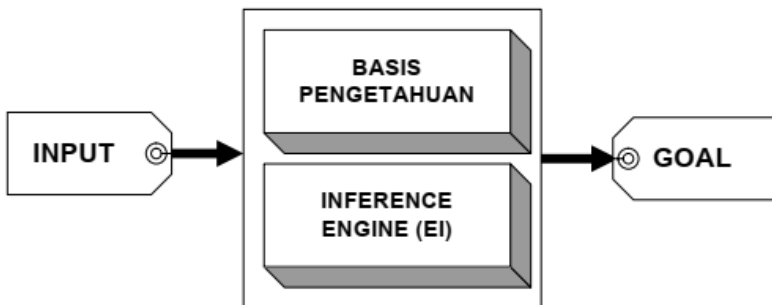 INPUT
BASIS
PENGETAHUAN
INFERENCE
ENGINE (EI)
GOAL